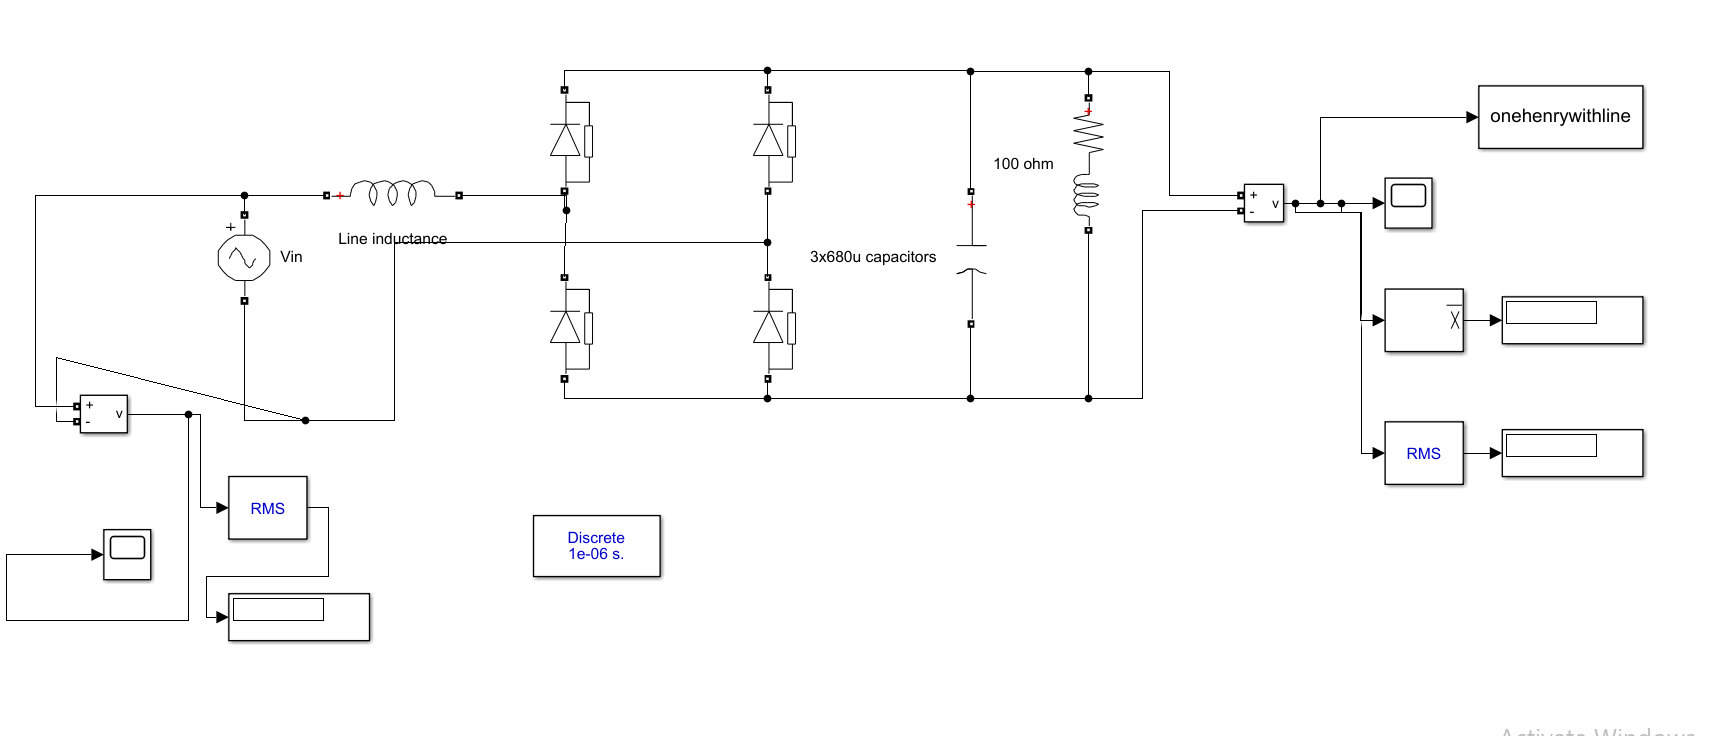 onehenrywithline
100 ohm
+
-
v
+
Vin
Line inductance
3x680u capacitors
+
-
v
X
RMS
RMS
Discrete
1e-06 s.
Activate Windows